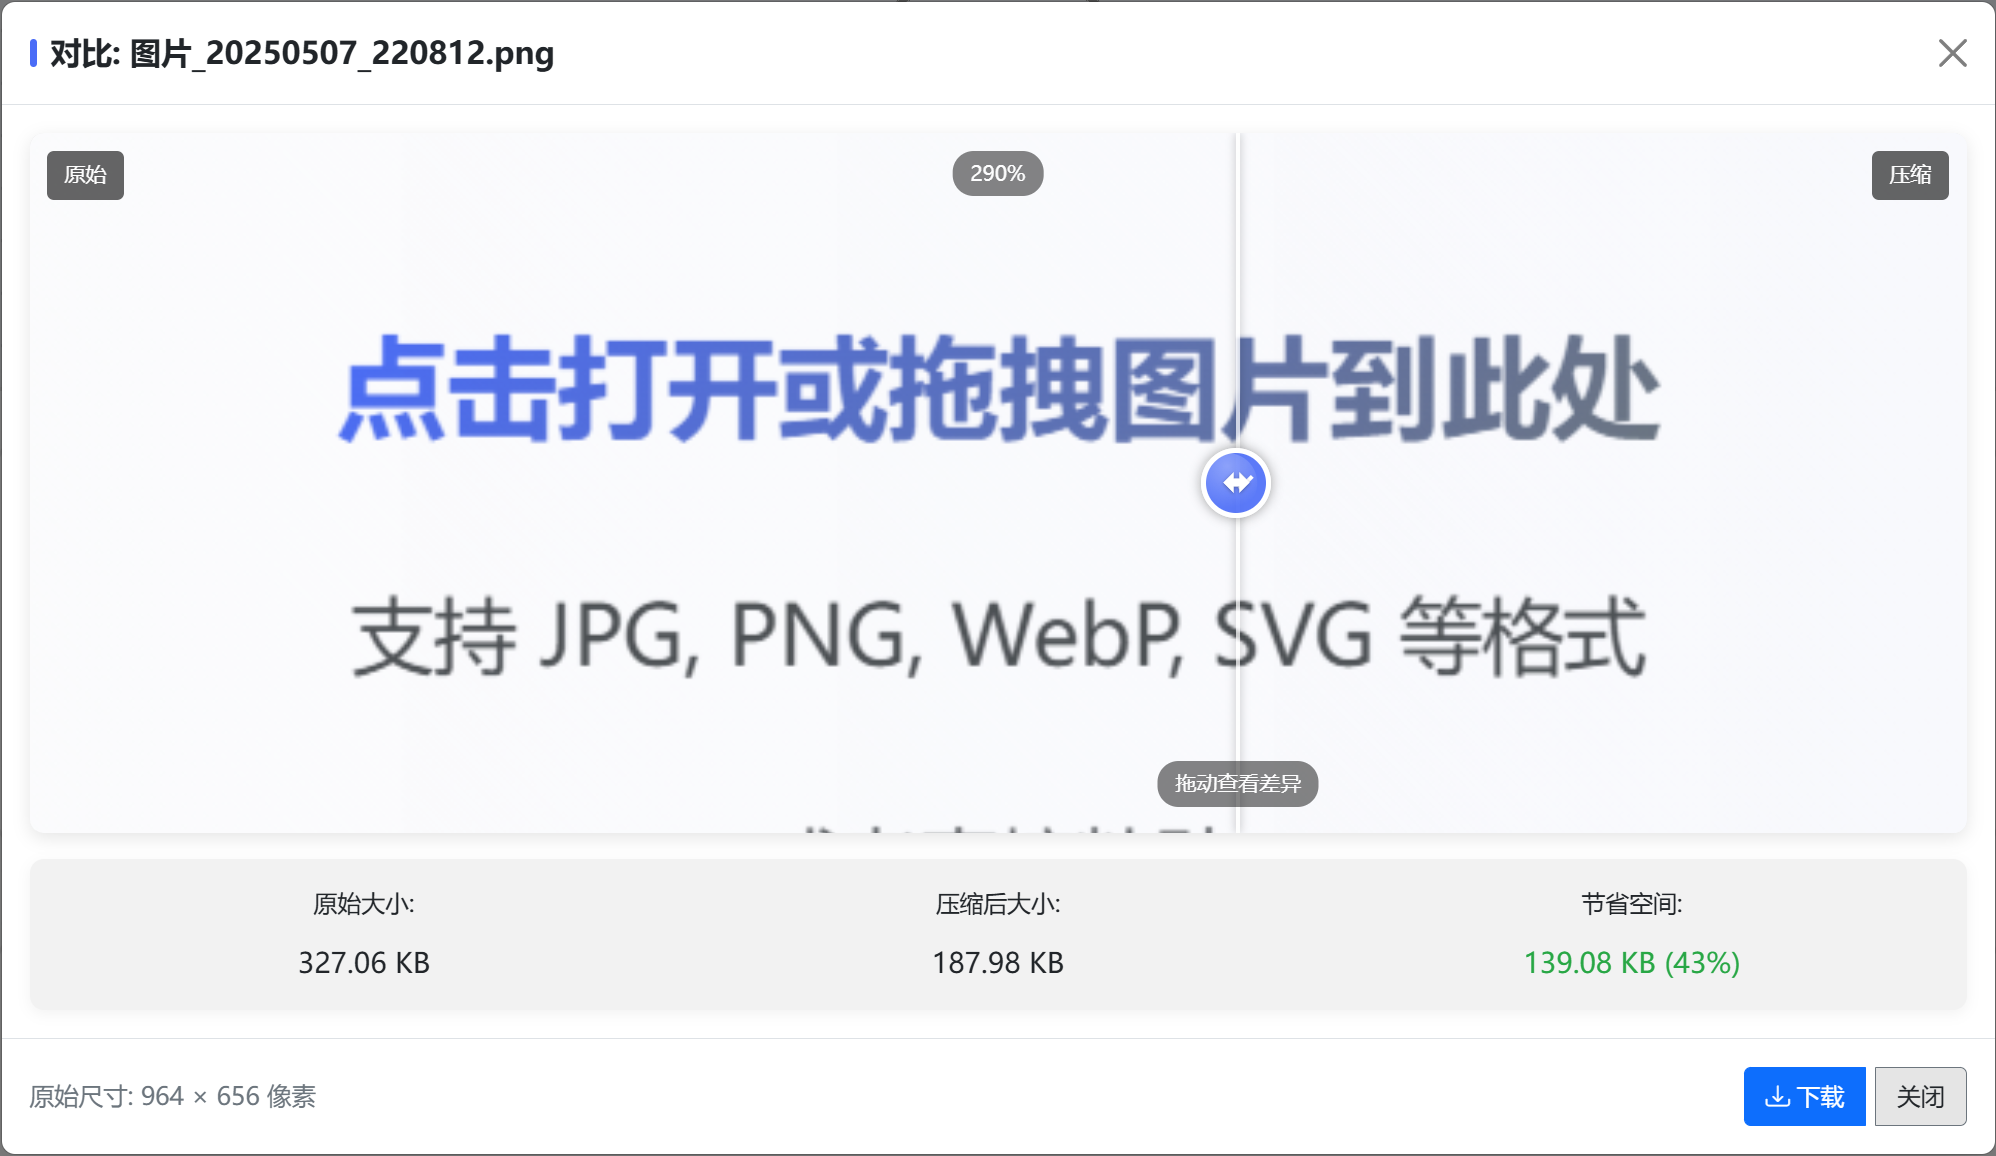 对比: 图片_20250507_220812.png
原始
290%
压缩
点击打开或拖拽图片到此处
支持 JPG, PNG, WebP, SVG 等格式
拖动查看差异
原始大小:
压缩后大小:
节省空间:
327.06 KB
187.98 KB
139.08 KB (43%)
原始尺寸: 964 × 656 像素
下载
关闭